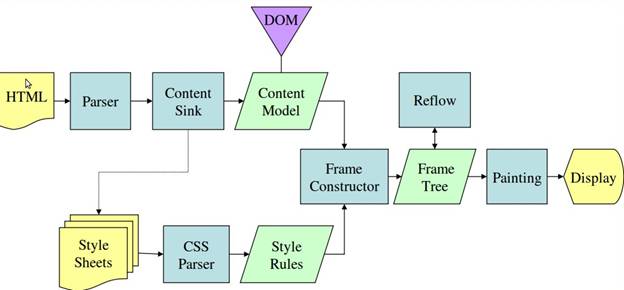 DOM
HTML
Parser
Content
Sink
Content
Model
Reflow
Frame
Constructor
Frame
Tree
Painting
Display
Style
Sheets
CSS
Parser
Style
Rules